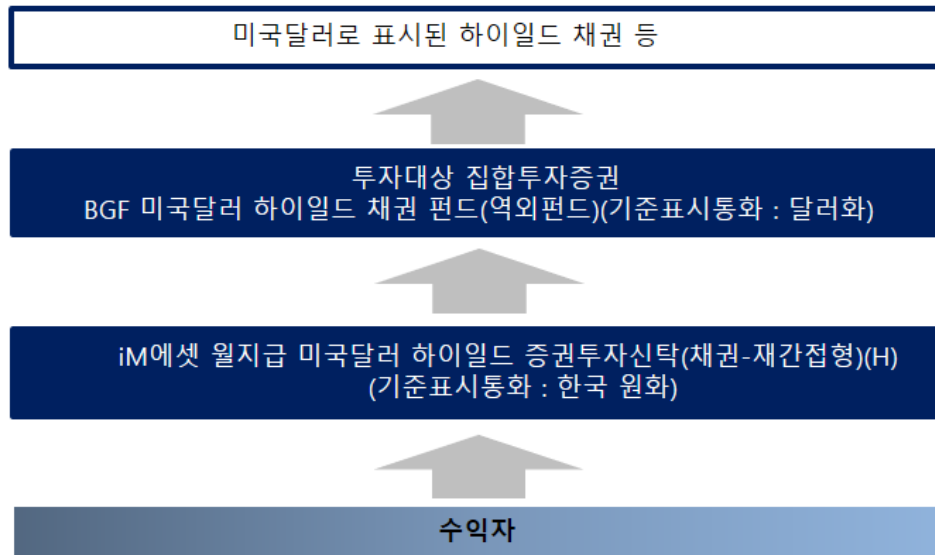 미국달러로 표시된 하이일드 채권 등
투자대상 집합투자증권
BGF 미국달러 하이일드 채권 펀드(역외펀드)(기준표시통화 : 달러화)
iM에셋 월지급 미국달러 하이일드 증권투자신탁(채권-재간접형)(H)
(기준표시통화 : 한국 원화)
수익자